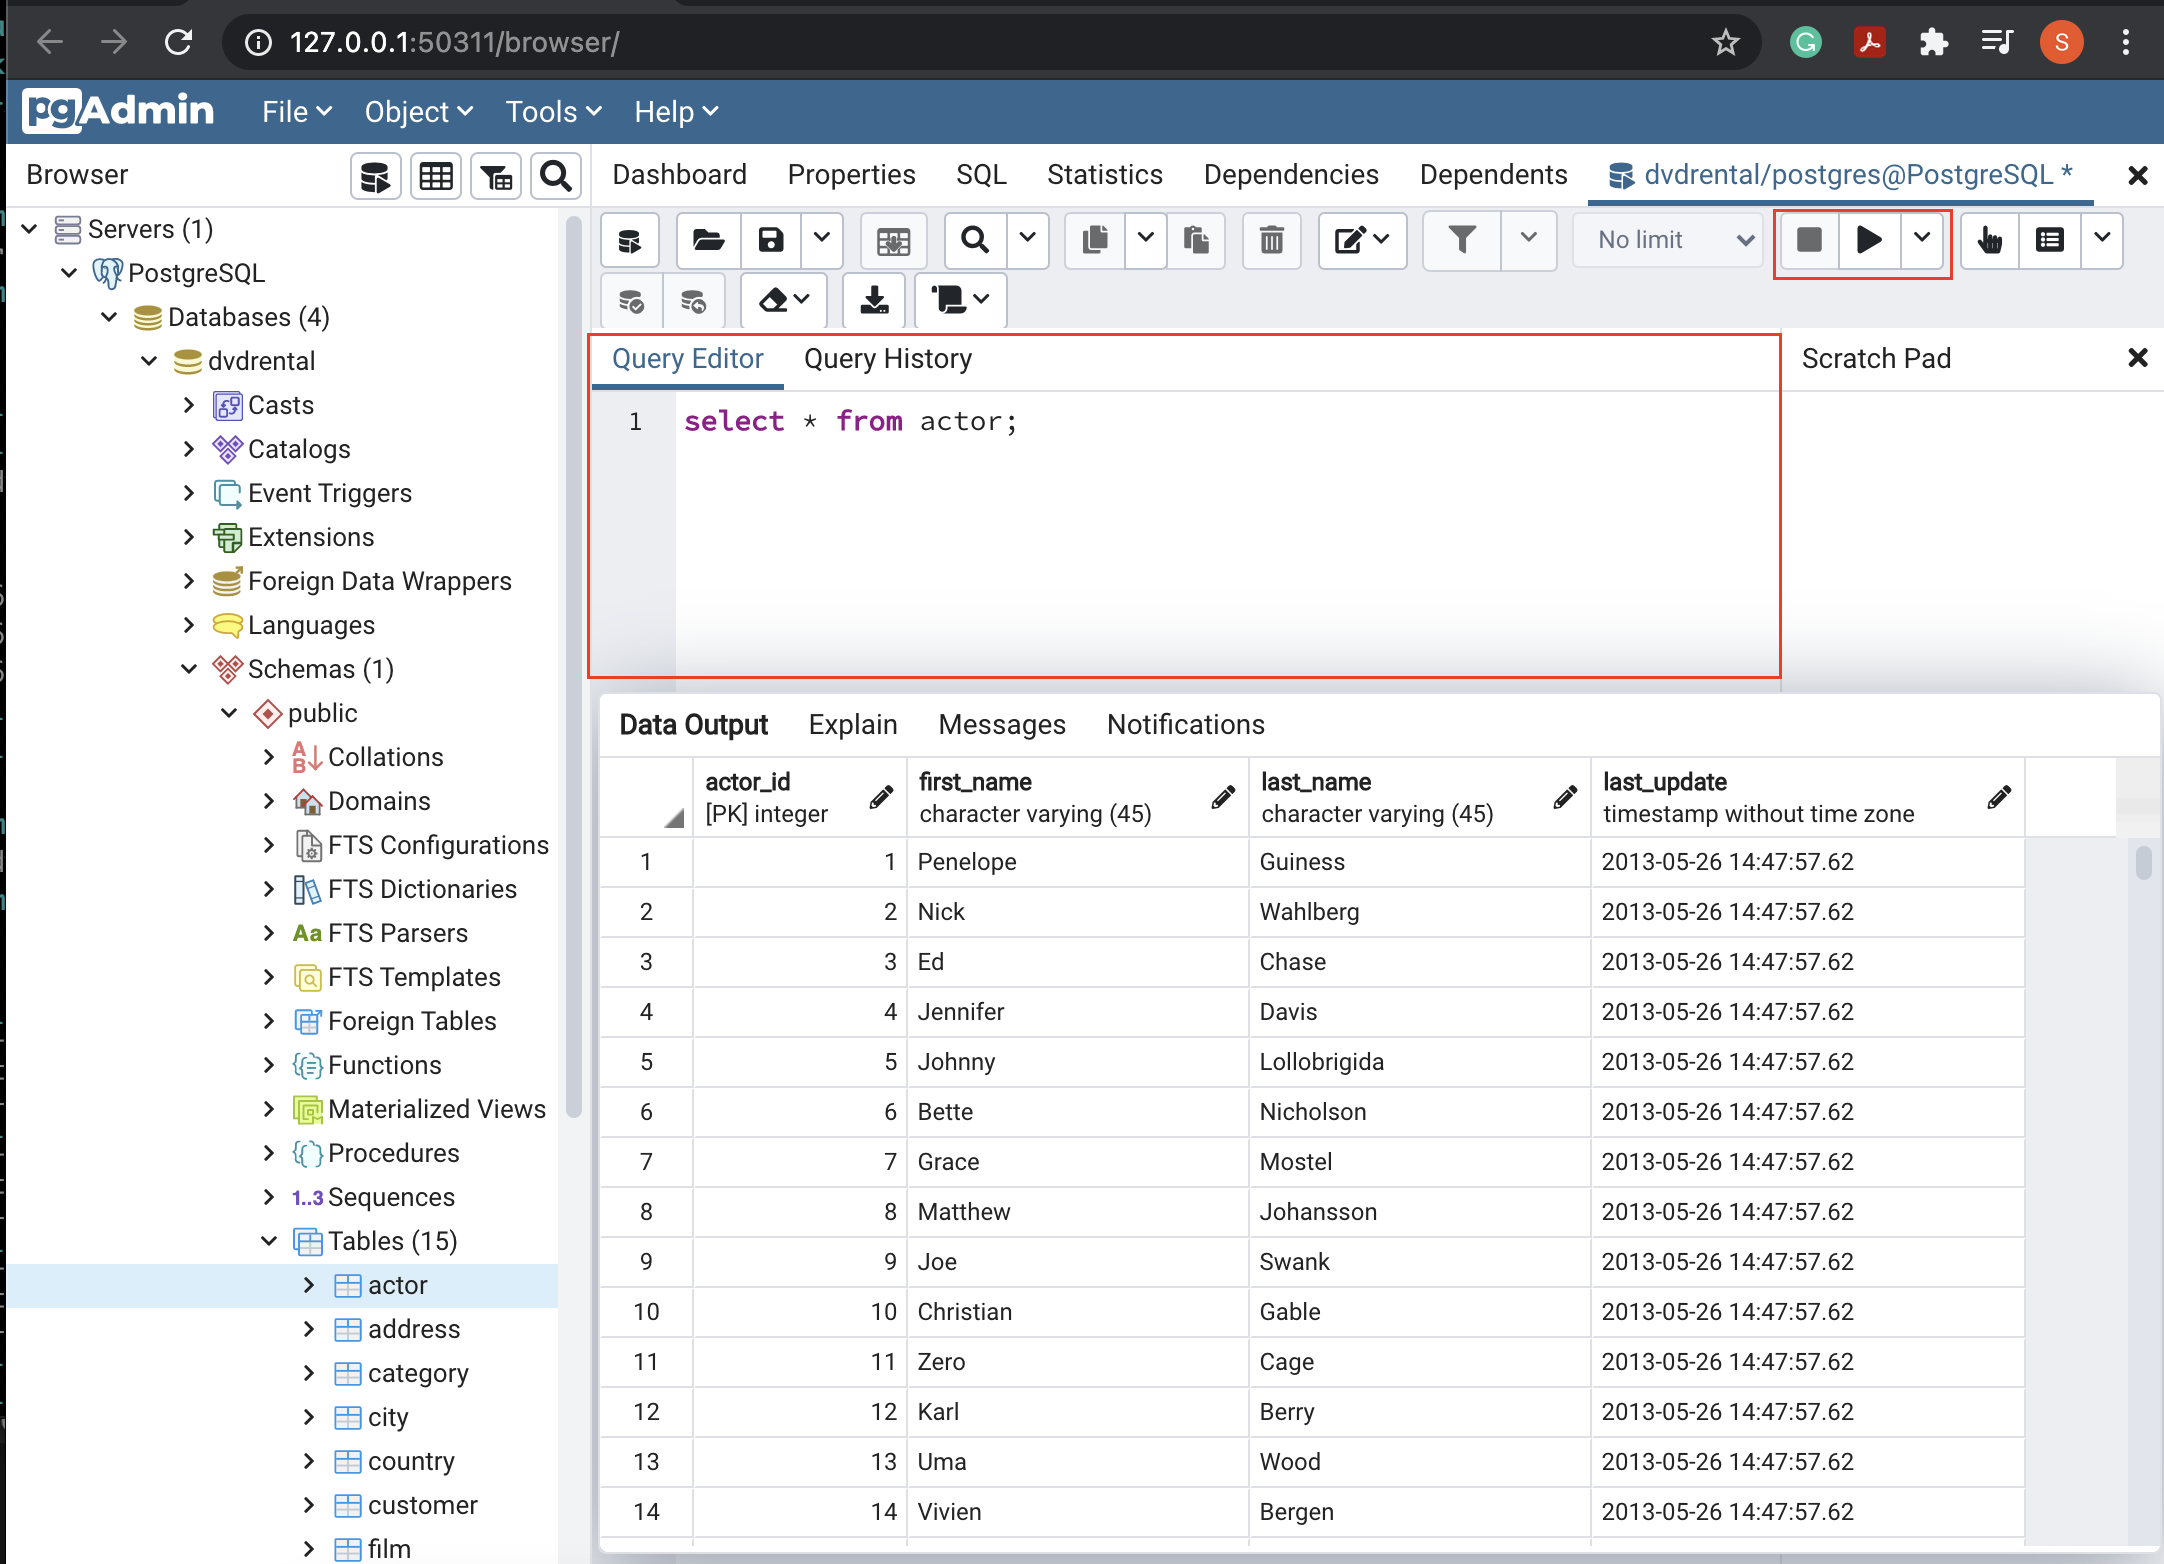 127.0.0.1:50311/browser/
S
pgAdmin File Object Tools Help
Browser
Dashboard Properties SQL Statistics Dependencies Dependents dvdrental/postgres@PostgreSQL *
No limit
Servers (1)
PostgreSQL
Databases (4)
dvdrental
Casts
Catalogs
Event Triggers
Extensions
Foreign Data Wrappers
Languages
Schemas (1)
public
Collations
Domains
FTS Configurations
FTS Dictionaries
Aa FTS Parsers
FTS Templates
Foreign Tables
Functions
Materialized Views
Procedures
1..3 Sequences
Tables (15)
actor
address
category
city
country
customer
film
Query Editor Query History
Scratch Pad
1 select * from actor;
Data Output Explain Messages Notifications
actor_id first_name last_name last_update
[PK] integer character varying (45) character varying (45) timestamp without time zone
1 1 Penelope Guiness 2013-05-26 14:47:57.62
2 2 Nick Wahlberg 2013-05-26 14:47:57.62
3 3 Ed Chase 2013-05-26 14:47:57.62
4 4 Jennifer Davis 2013-05-26 14:47:57.62
5 5 Johnny Lollobrigida 2013-05-26 14:47:57.62
6 6 Bette Nicholson 2013-05-26 14:47:57.62
7 7 Grace Mostel 2013-05-26 14:47:57.62
8 8 Matthew Johansson 2013-05-26 14:47:57.62
9 9 Joe Swank 2013-05-26 14:47:57.62
10 10 Christian Gable 2013-05-26 14:47:57.62
11 11 Zero Cage 2013-05-26 14:47:57.62
12 12 Karl Berry 2013-05-26 14:47:57.62
13 13 Uma Wood 2013-05-26 14:47:57.62
14 14 Vivien Bergen 2013-05-26 14:47:57.62